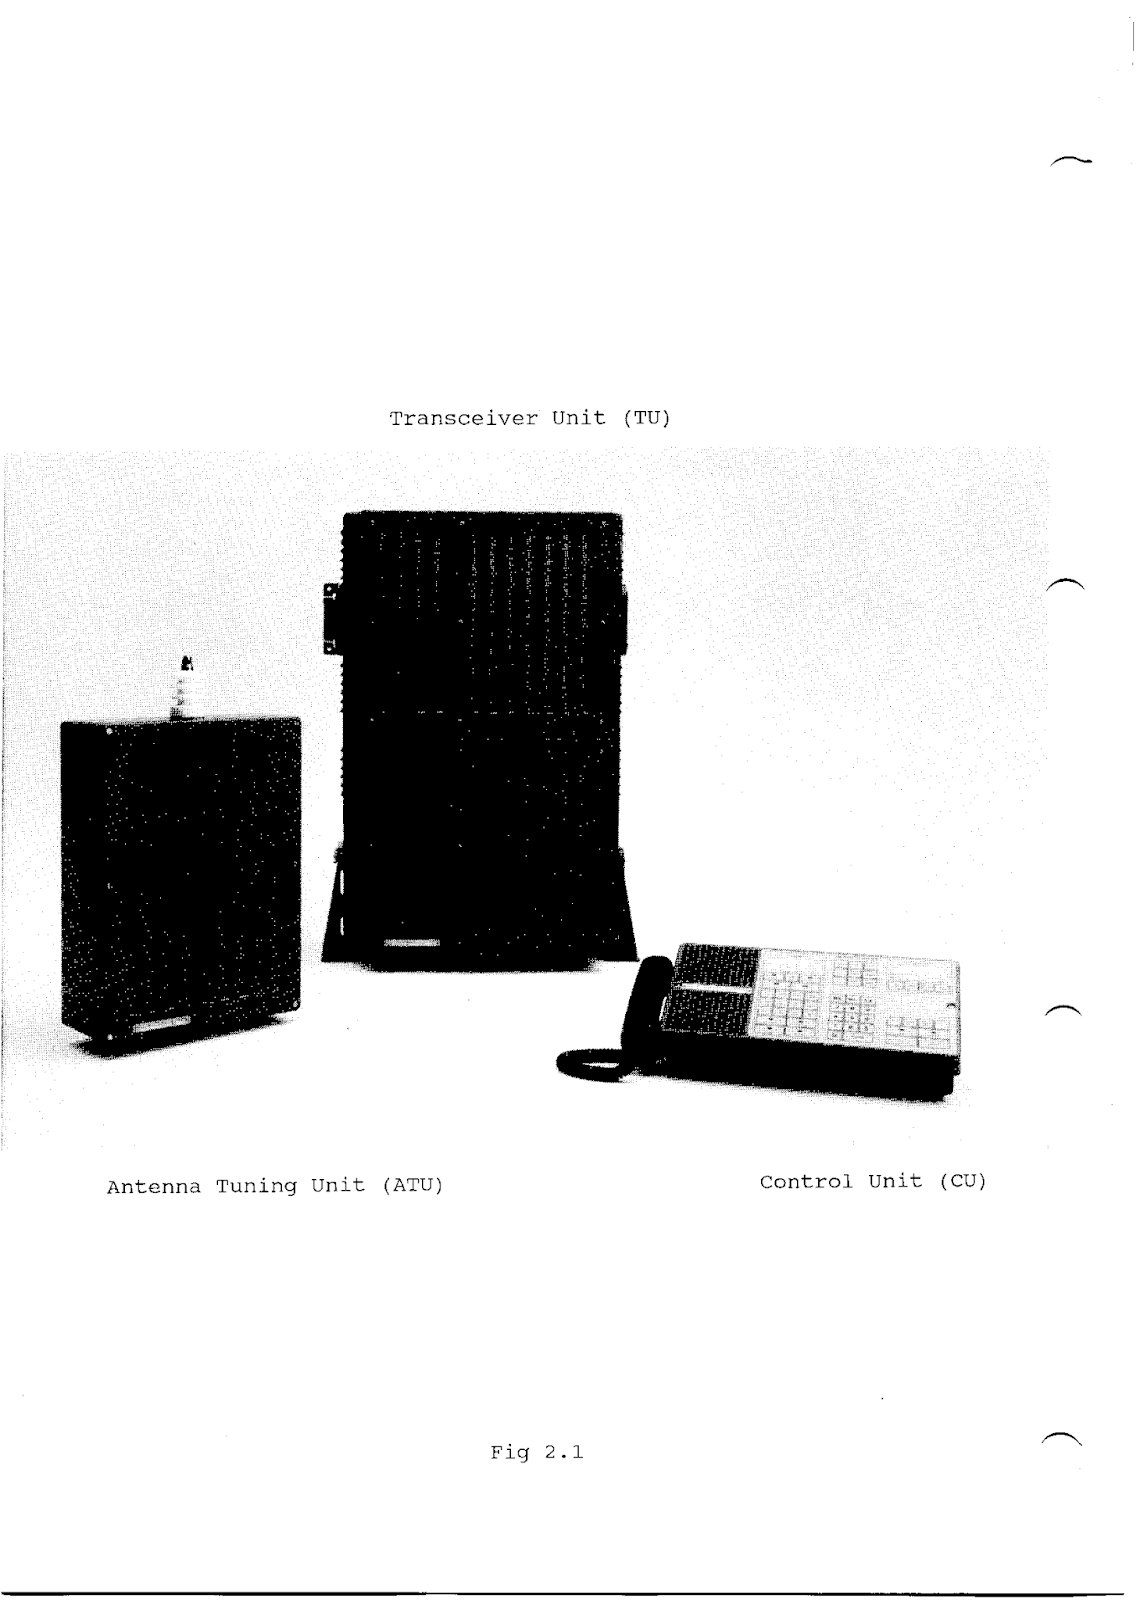 Transceiver Unit (TU)
Antenna Tuning Unit (ATU)
Control Unit (CU)
Fig 2.1